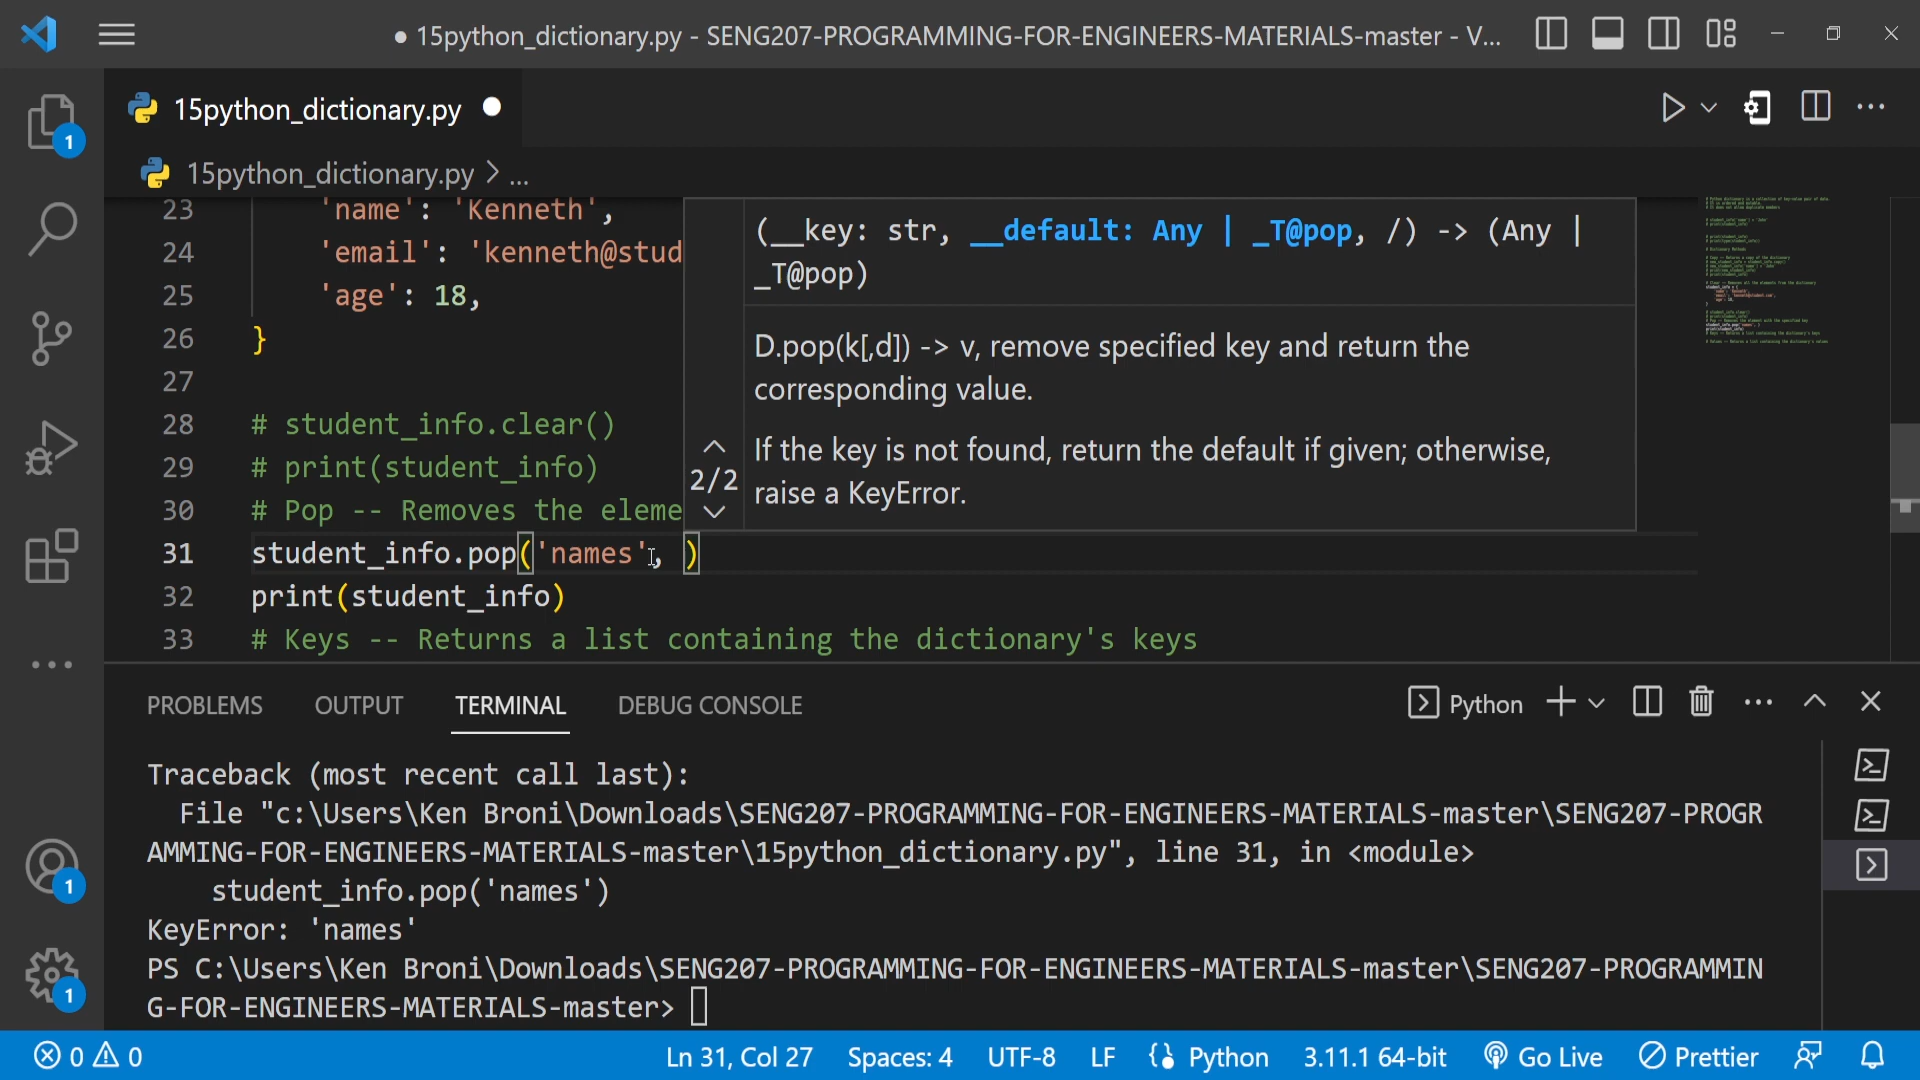 ● 15python_dictionary.py - SENG207-PROGRAMMING-FOR-ENGINEERS-MATERIALS-master - V...
1
15python_dictionary.py ●
15python_dictionary.py > ...
23 'name': 'Kenneth',
24 'email': 'kenneth@stud
25 'age': 18,
26 }
27
28 # student_info.clear()
29 # print(student_info)
30 # Pop -- Removes the eleme
31 student_info.pop('names', )
32 print(student_info)
33 # Keys -- Returns a list containing the dictionary's keys
(__key: str, __default: Any | _T@pop, /) -> (Any |
_T@pop)
D.pop(k[,d]) -> v, remove specified key and return the
corresponding value.
If the key is not found, return the default if given; otherwise,
raise a KeyError.
2/2
PROBLEMS OUTPUT TERMINAL DEBUG CONSOLE Python
Traceback (most recent call last):
File "c:\Users\Ken Broni\Downloads\SENG207-PROGRAMMING-FOR-ENGINEERS-MATERIALS-master\SENG207-PROGR
AMMING-FOR-ENGINEERS-MATERIALS-master\15python_dictionary.py", line 31, in <module>
student_info.pop('names')
KeyError: 'names'
PS C:\Users\Ken Broni\Downloads\SENG207-PROGRAMMING-FOR-ENGINEERS-MATERIALS-master\SENG207-PROGRAMMIN
G-FOR-ENGINEERS-MATERIALS-master>
1
1
0 0 Ln 31, Col 27 Spaces: 4 UTF-8 LF Python 3.11.1 64-bit Go Live Prettier